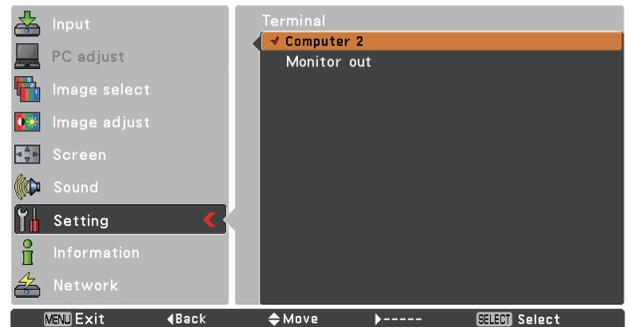 Input
PC adjust
Image select
Image adjust
Screen
Sound
Setting
Information
Network
Terminal
Computer 2
Monitor out
MENU Exit ◀Back Move ▶----- SELECT Select